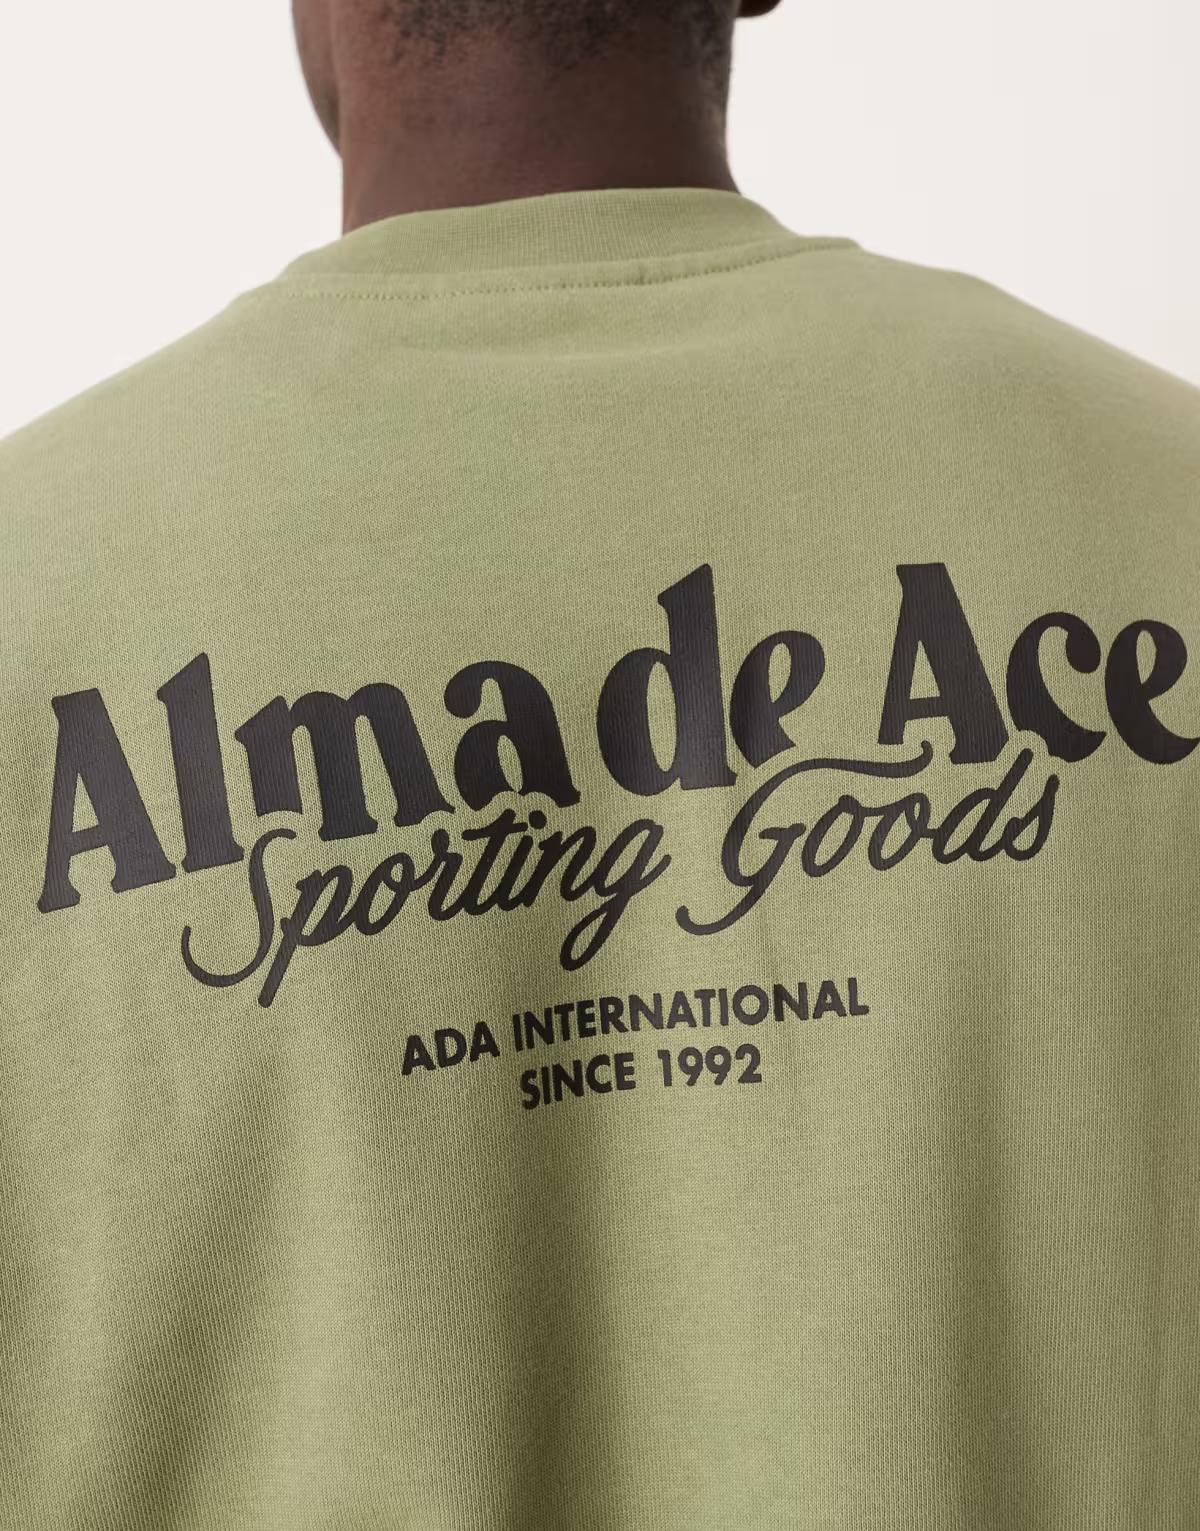 Alma de Ace
Sporting Goods
ADA INTERNATIONAL
SINCE 1992